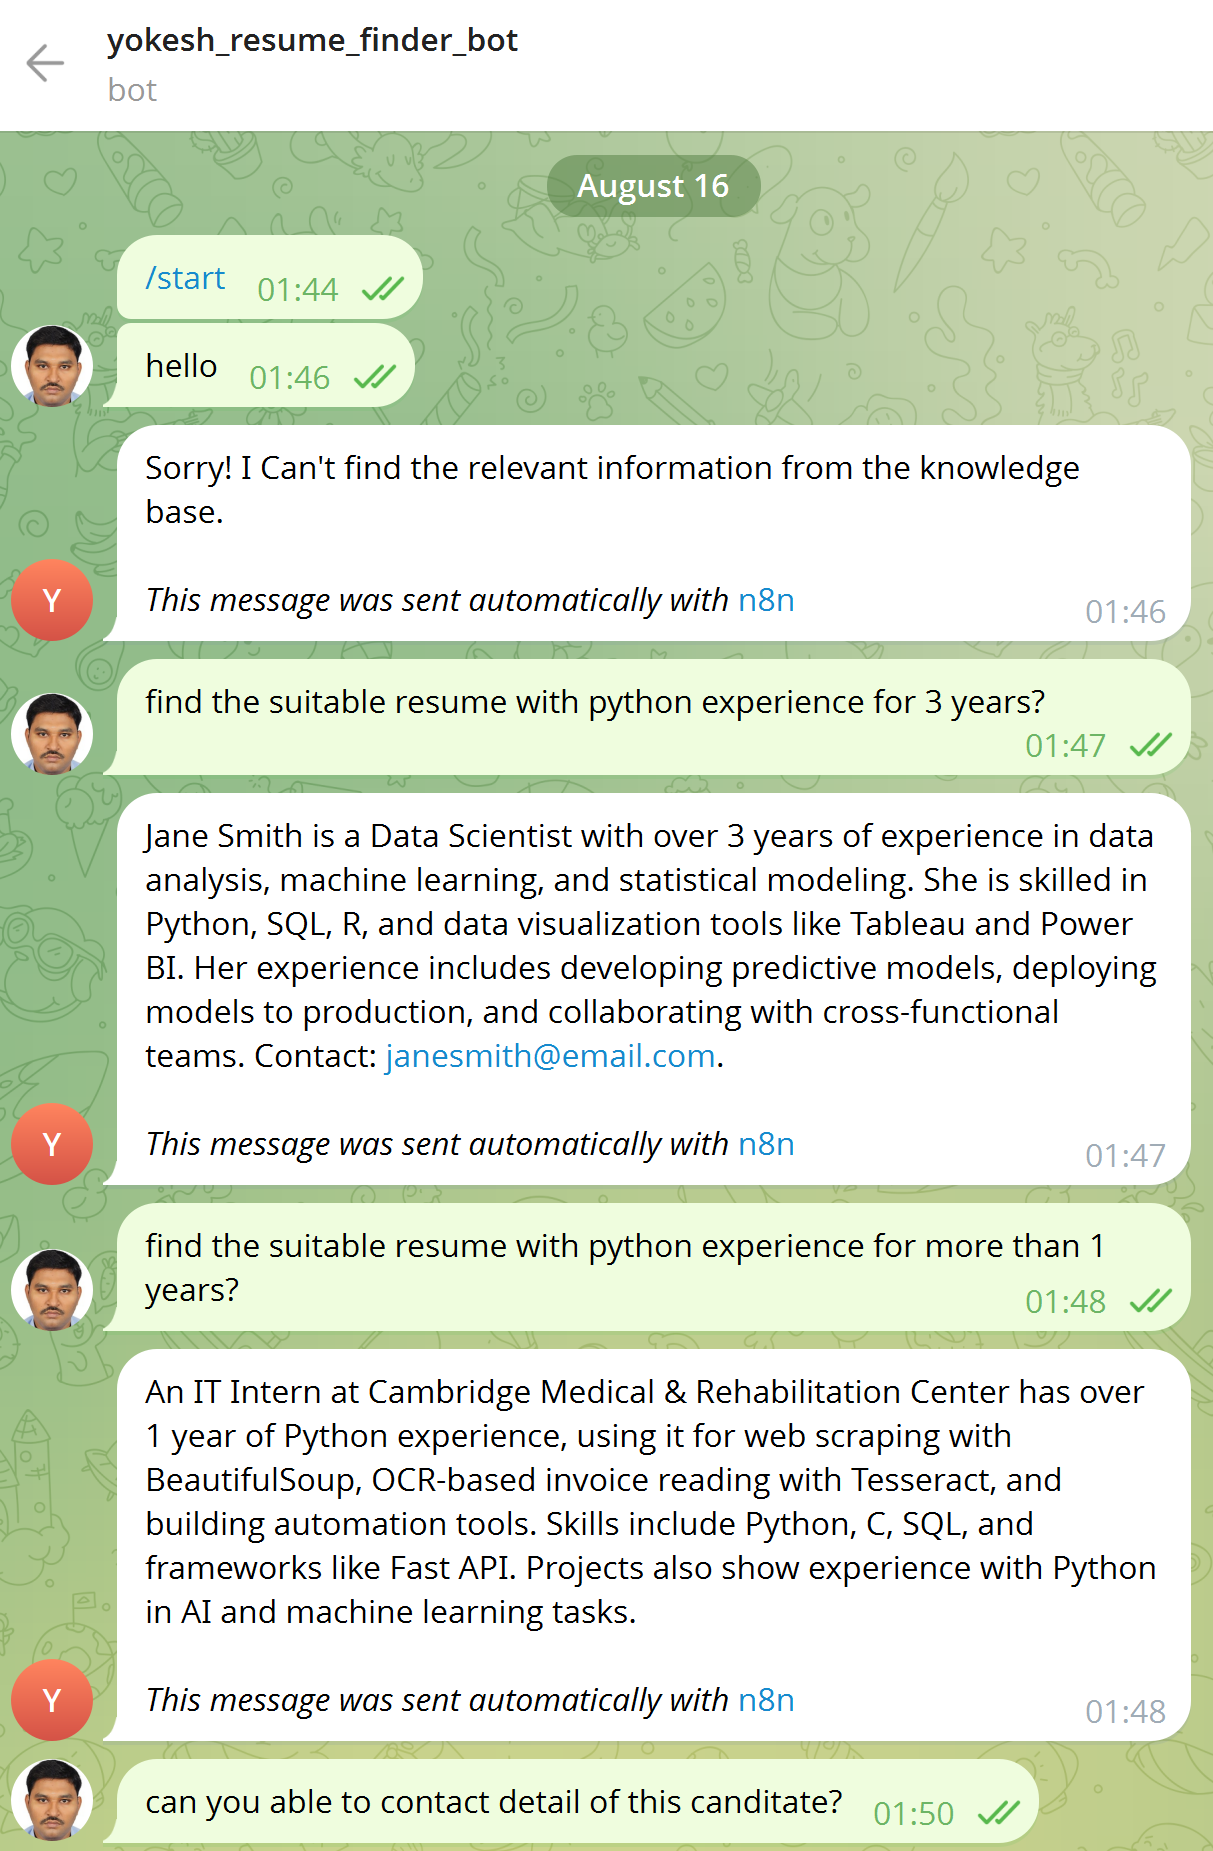 yokesh_resume_finder_bot
bot
August 16
/start 01:44
hello 01:46
Sorry! I Can't find the relevant information from the knowledge
base.
This message was sent automatically with n8n
Y
01:46
find the suitable resume with python experience for 3 years?
01:47
Jane Smith is a Data Scientist with over 3 years of experience in data
analysis, machine learning, and statistical modeling. She is skilled in
Python, SQL, R, and data visualization tools like Tableau and Power
BI. Her experience includes developing predictive models, deploying
models to production, and collaborating with cross-functional
teams. Contact: janesmith@email.com.
This message was sent automatically with n8n
Y
01:47
find the suitable resume with python experience for more than 1
years?
01:48
An IT Intern at Cambridge Medical & Rehabilitation Center has over
1 year of Python experience, using it for web scraping with
BeautifulSoup, OCR-based invoice reading with Tesseract, and
building automation tools. Skills include Python, C, SQL, and
frameworks like Fast API. Projects also show experience with Python
in AI and machine learning tasks.
This message was sent automatically with n8n
Y
01:48
can you able to contact detail of this canditate? 01:50